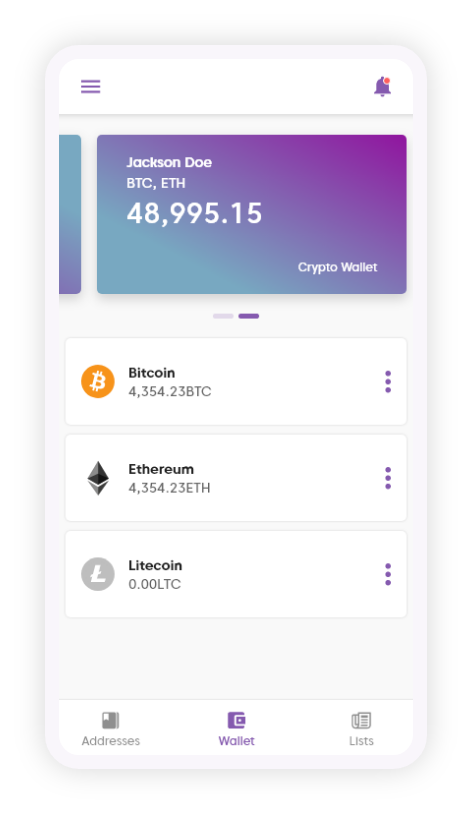 Jackson Doe
BTC, ETH
48,995.15
Crypto Wallet
Bitcoin
4,354.23BTC
Ethereum
4,354.23ETH
Litecoin
0.00LTC
Addresses
Wallet
Lists